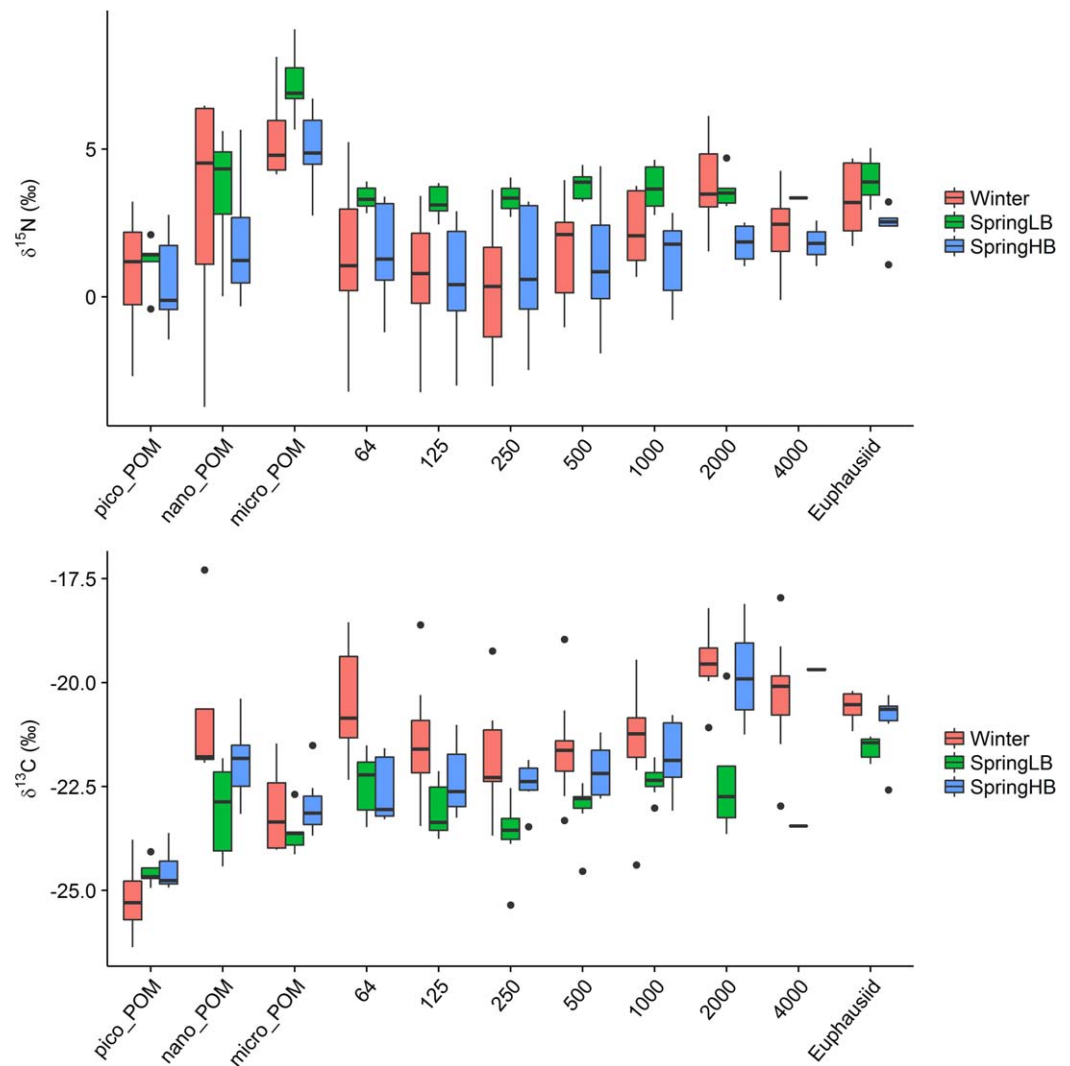 δ15N (‰)
5
0
pico_POM
nano_POM
micro_POM
64
125
250
500
1000
2000
4000
Euphausiid
Winter
SpringLB
SpringHB
δ13C (‰)
-17.5
-20.0
-22.5
-25.0
pico_POM
nano_POM
micro_POM
64
125
250
500
1000
2000
4000
Euphausiid
Winter
SpringLB
SpringHB